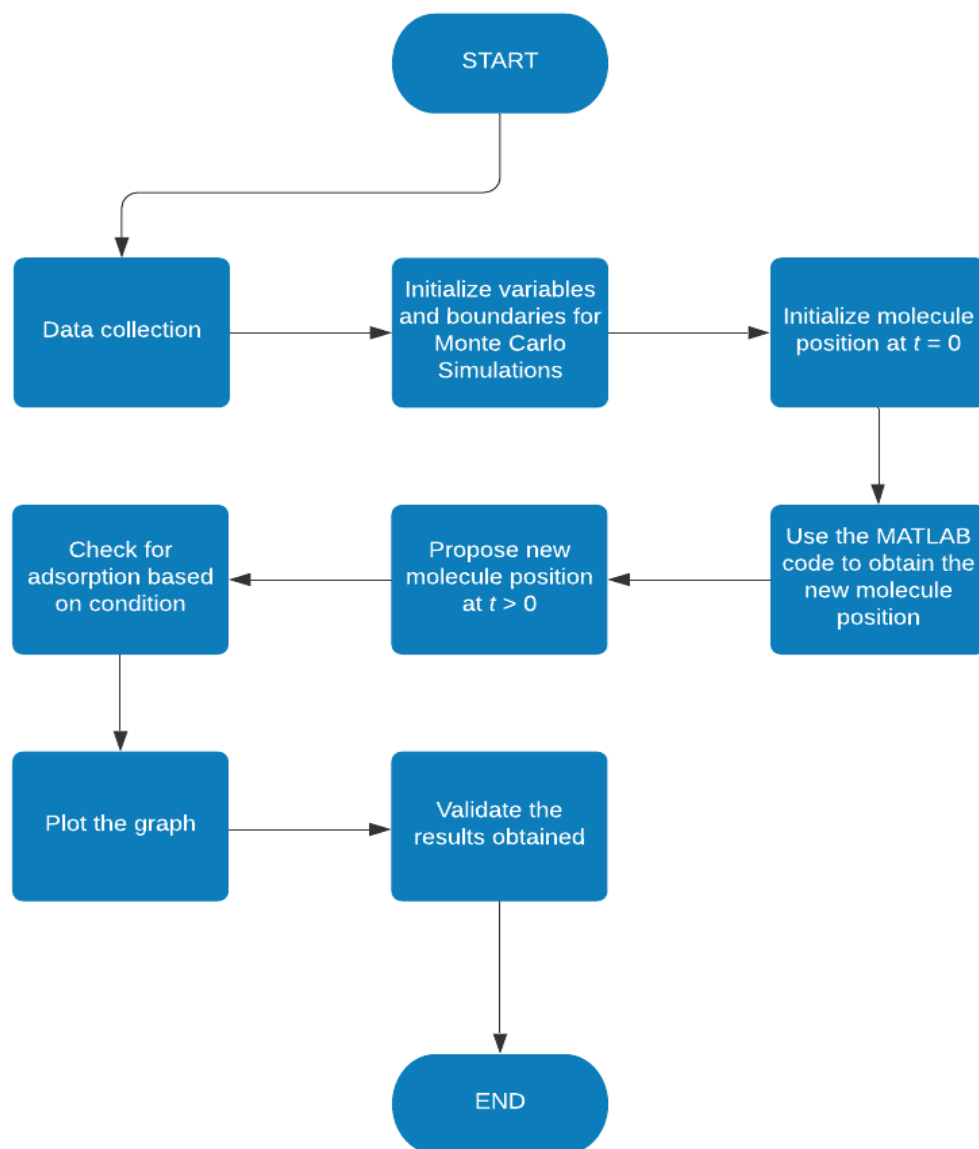 START
Data collection
Initialize variables
and boundaries for
Monte Carlo
Simulations
Initialize molecule
position at t = 0
Use the MATLAB
code to obtain the
new molecule
position
Propose new
molecule position
at t > 0
Check for
adsorption based
on condition
Plot the graph
Validate the
results obtained
END